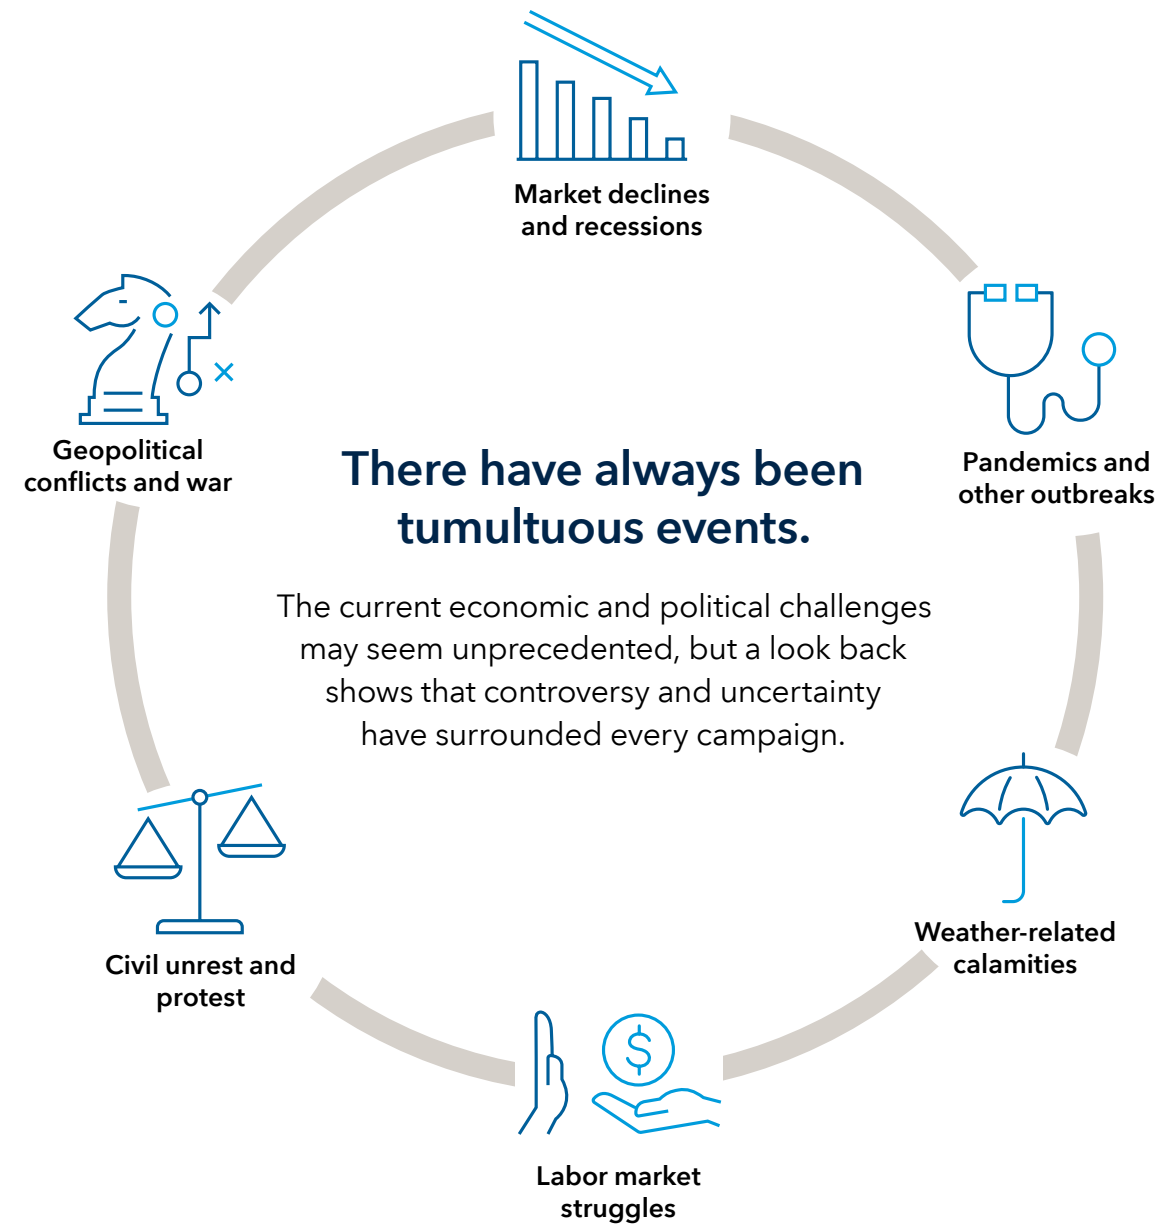 Market declines
and recessions
Geopolitical
conflicts and war
Pandemics and
other outbreaks
There have always been
tumultuous events.
The current economic and political challenges
may seem unprecedented, but a look back
shows that controversy and uncertainty
have surrounded every campaign.
Weather-related
calamities
Civil unrest and
protest
$
Labor market
struggles